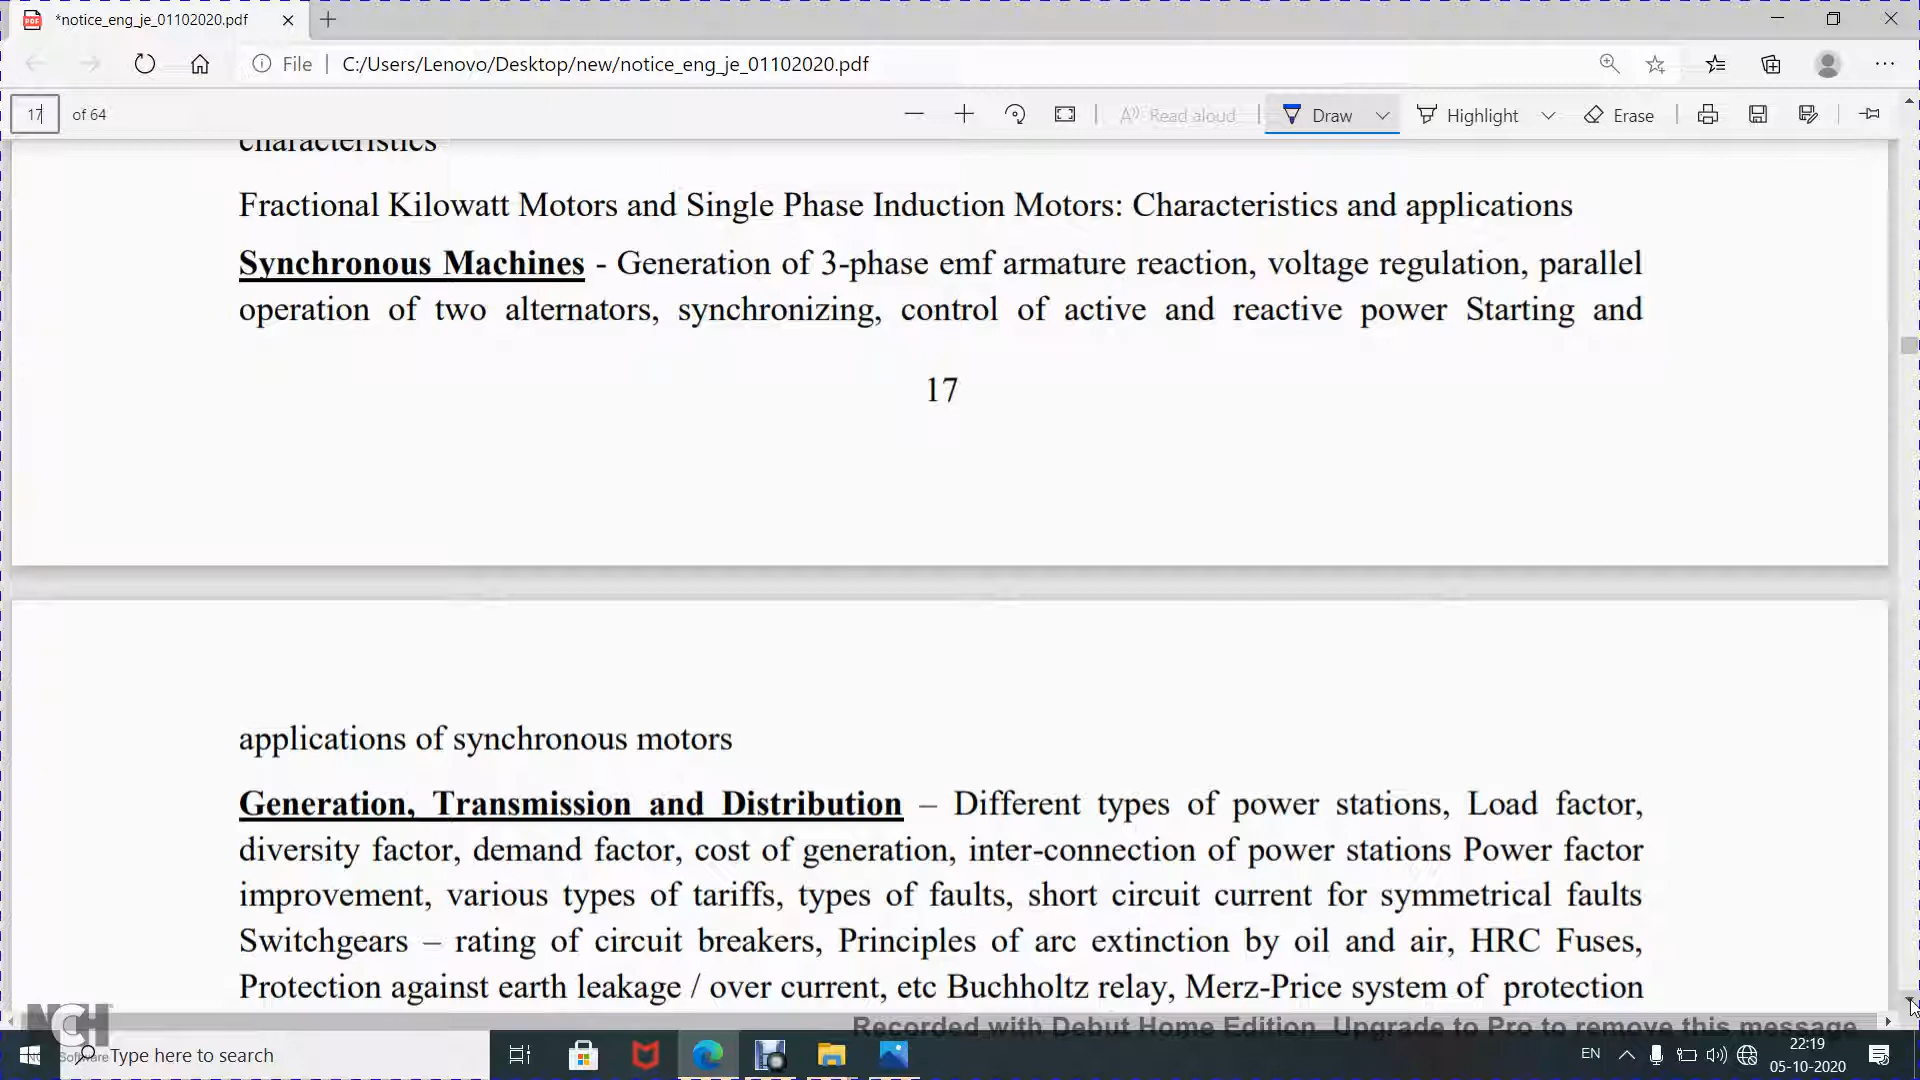 *notice_eng_je_01102020.pdf
File
C:/Users/Lenovo/Desktop/new/notice_eng_je_01102020.pdf
17 of 64
Read aloud
Draw
Highlight
Erase
characteristics
Fractional Kilowatt Motors and Single Phase Induction Motors: Characteristics and applications
Synchronous Machines - Generation of 3-phase emf armature reaction, voltage regulation, parallel
operation of two alternators, synchronizing, control of active and reactive power Starting and
17
applications of synchronous motors
Generation, Transmission and Distribution – Different types of power stations, Load factor,
diversity factor, demand factor, cost of generation, inter-connection of power stations Power factor
improvement, various types of tariffs, types of faults, short circuit current for symmetrical faults
Switchgears – rating of circuit breakers, Principles of arc extinction by oil and air, HRC Fuses,
Protection against earth leakage / over current, etc Buchholtz relay, Merz-Price system of protection
NCH
Software
Recorded with Debut Home Edition. Upgrade to Pro to remove this message
Type here to search
EN
22:19
05-10-2020